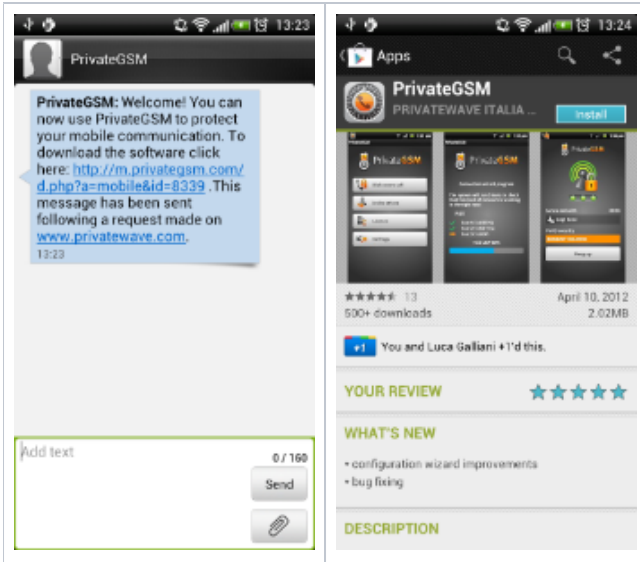 13:23
PrivateGSM
PrivateGSM: Welcome! You can
now use PrivateGSM to protect
your mobile communication. To
download the software click
here: http://m.privategsm.com/
d.php?a=mobile&id=8339 .This
message has been sent
following a request made on
www.privatewave.com.
13:23
Add text
0 / 160
Send
13:24
Apps
PrivateGSM
PRIVATEWAVE ITALIA ...
Install
PrivateGSM
PrivateGSM
PrivateGSM
13
April 10, 2012
500+ downloads
2.02MB
+1 You and Luca Galliani +1'd this.
YOUR REVIEW
WHAT'S NEW
• configuration wizard improvements
• bug fixing
DESCRIPTION